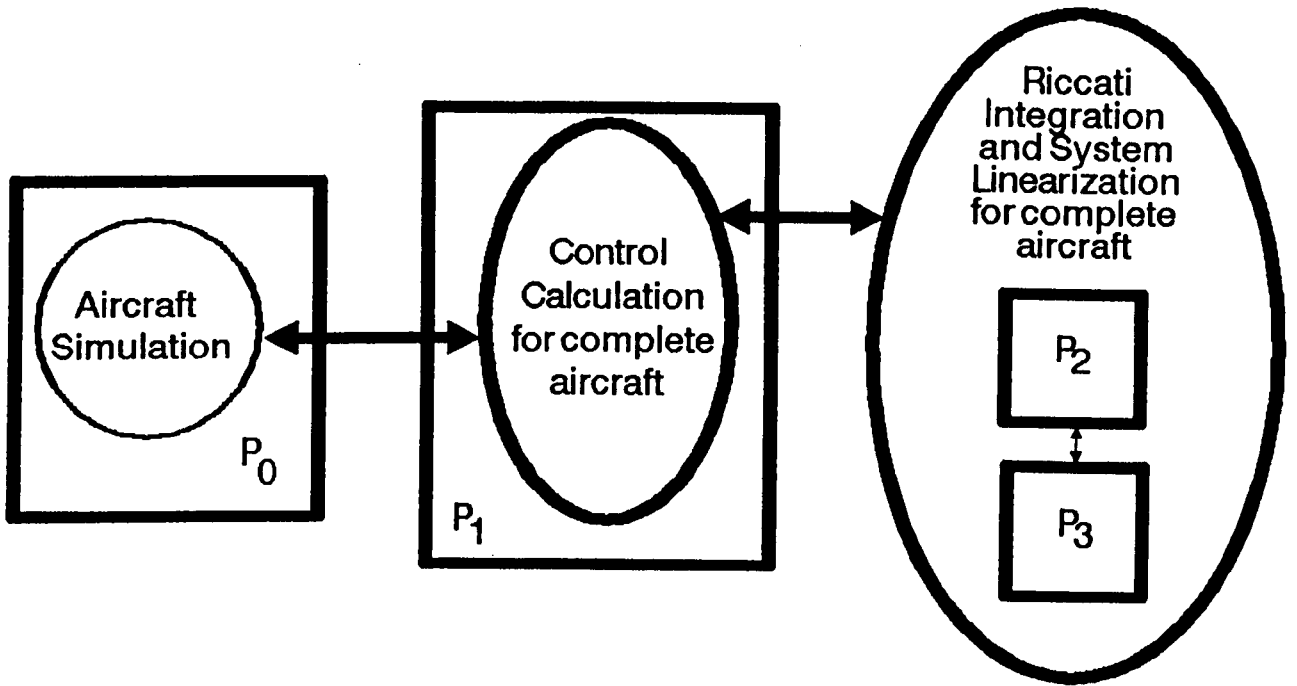 Aircraft
Simulation
P0
Control
Calculation
for complete
aircraft
P1
Riccati
Integration
and System
Linearization
for complete
aircraft
P2
P3